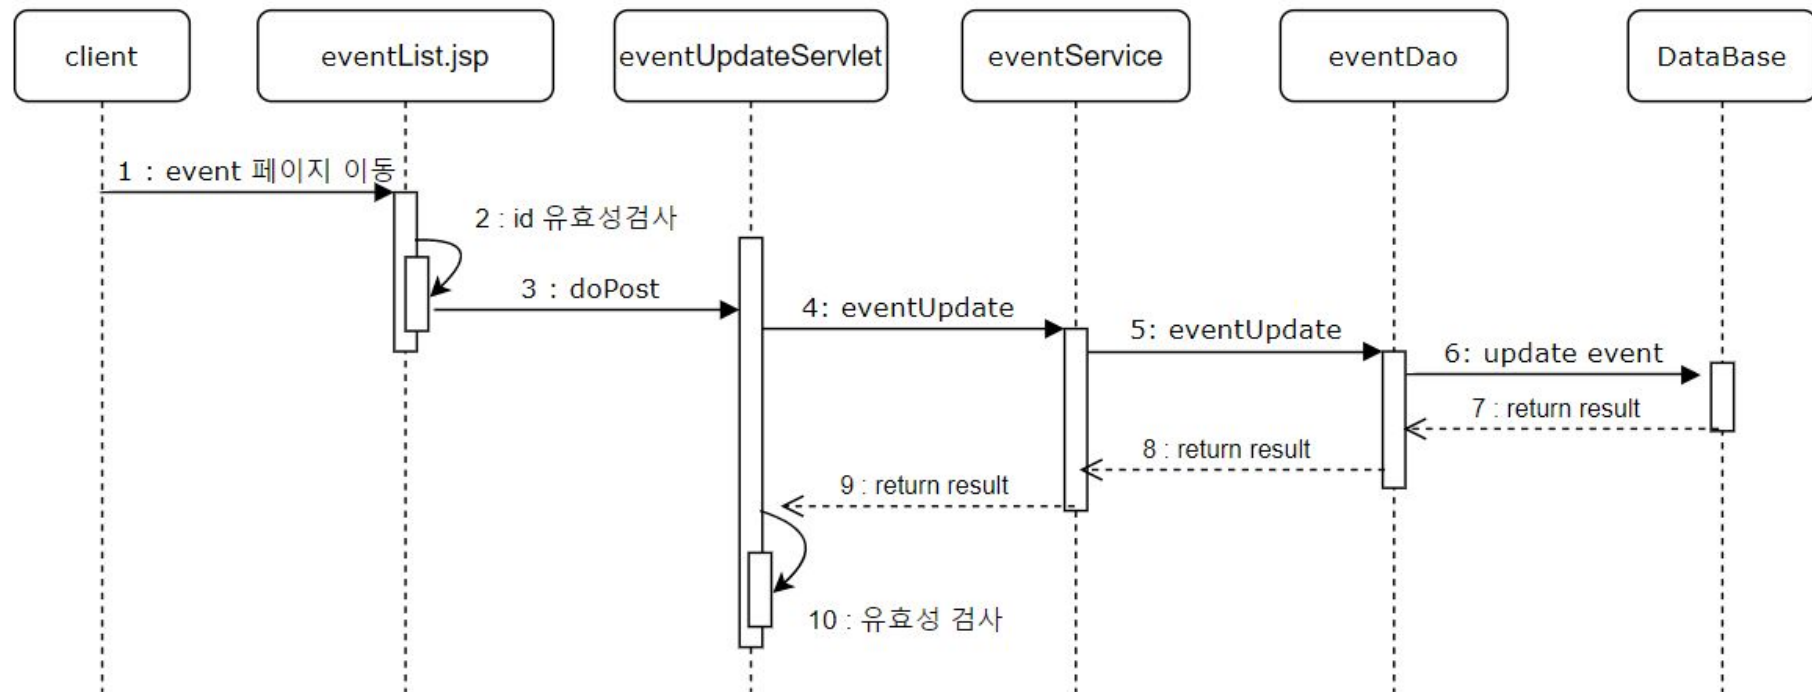 client
eventList.jsp
eventUpdateServlet
eventService
eventDao
DataBase
1 : event 페이지 이동
2 : id 유효성검사
3 : doPost
4: eventUpdate
5: eventUpdate
6: update event
7 : return result
8 : return result
9 : return result
10 : 유효성 검사